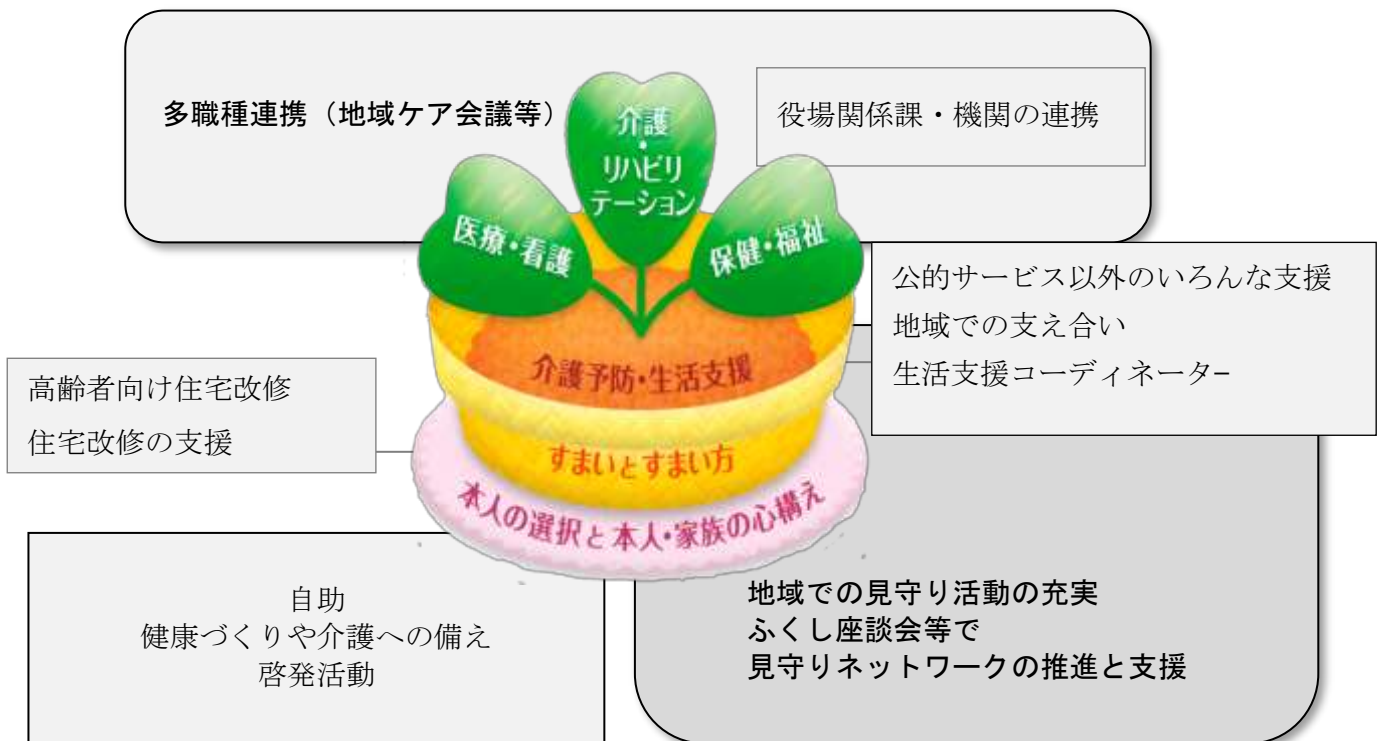 多職種連携（地域ケア会議等）
役場関係課・機関の連携
介護
・
リハビリ
テーション
医療・看護
保健・福祉
公的サービス以外のいろんな支援
地域での支え合い
生活支援コーディネータ−
介護予防・生活支援
高齢者向け住宅改修
住宅改修の支援
すまいとすまい方
本人の選択と本人・家族の心構え
自助
健康づくりや介護への備え
啓発活動
地域での見守り活動の充実
ふくし座談会等で
見守りネットワークの推進と支援